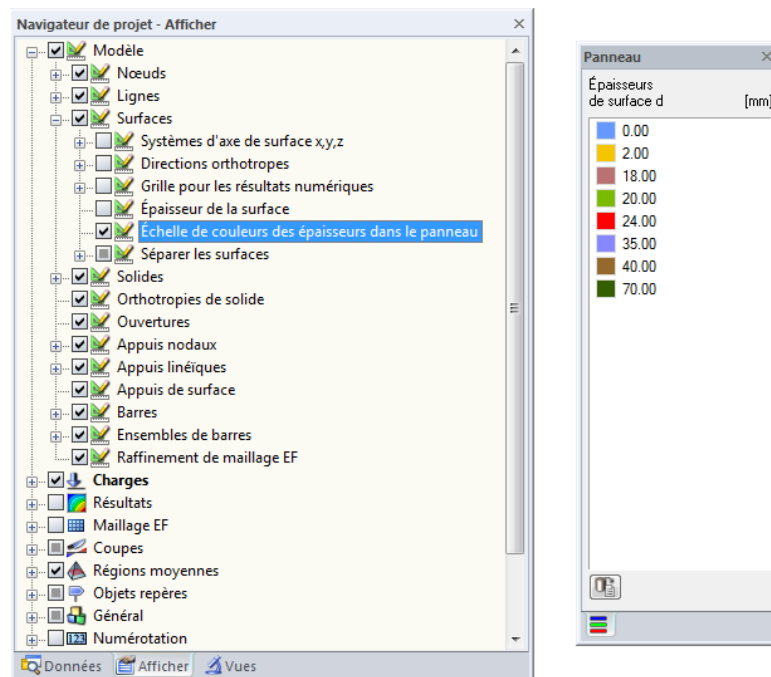 Navigateur de projet - Afficher
Modèle
Nœuds
Lignes
Surfaces
Systèmes d'axe de surface x,y,z
Directions orthotropes
Grille pour les résultats numériques
Épaisseur de la surface
Échelle de couleurs des épaisseurs dans le panneau
Séparer les surfaces
Solides
Orthotropies de solide
Ouvertures
Appuis nodaux
Appuis linéïques
Appuis de surface
Barres
Ensembles de barres
Raffinement de maillage EF
Charges
Résultats
Maillage EF
Coupes
Régions moyennes
Objets repères
Général
123 Numérotation
Données Afficher Vues
Panneau
Épaisseurs
de surface d [mm]
0.00
2.00
18.00
20.00
24.00
35.00
40.00
70.00